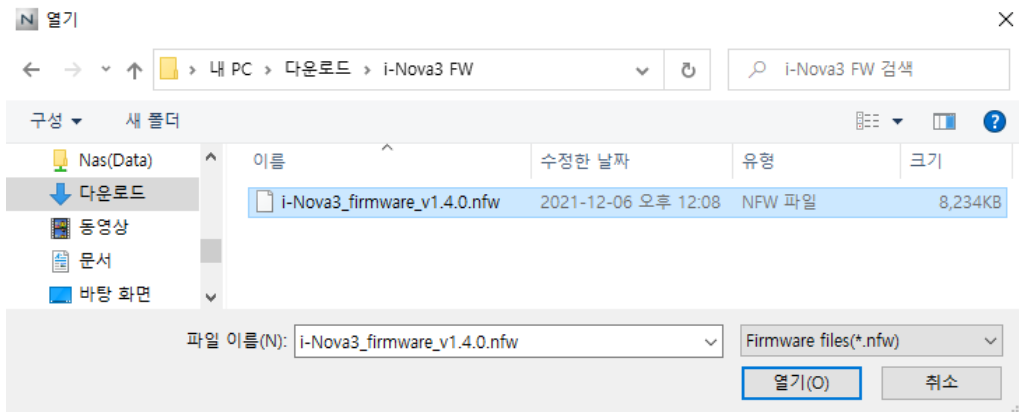 N 열기
내 PC > 다운로드 > i-Nova3 FW
i-Nova3 FW 검색
구성 새 폴더
?
이름 수정한 날짜 유형 크기
Nas(Data)
다운로드
동영상
문서
바탕 화면
i-Nova3_firmware_v1.4.0.nfw 2021-12-06 오후 12:08 NFW 파일 8,234KB
파일 이름(N): i-Nova3_firmware_v1.4.0.nfw Firmware files(*.nfw)
열기(O) 취소